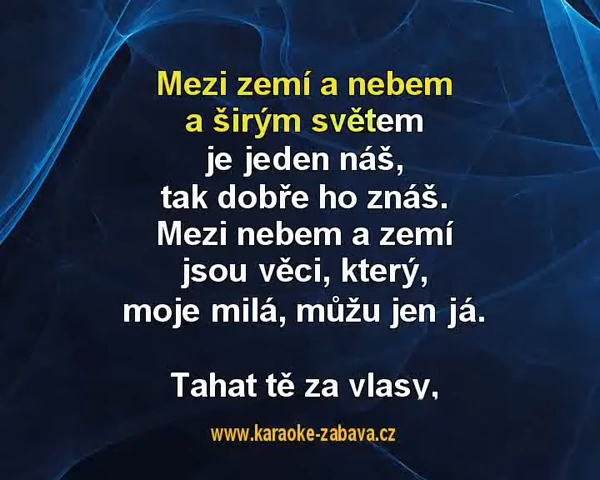 Mezi zemí a nebem
a širým světem
je jeden náš,
tak dobře ho znáš.
Mezi nebem a zemí
jsou věci, který,
moje milá, můžu jen já.
Tahat tě za vlasy,
www.karaoke-zabava.cz